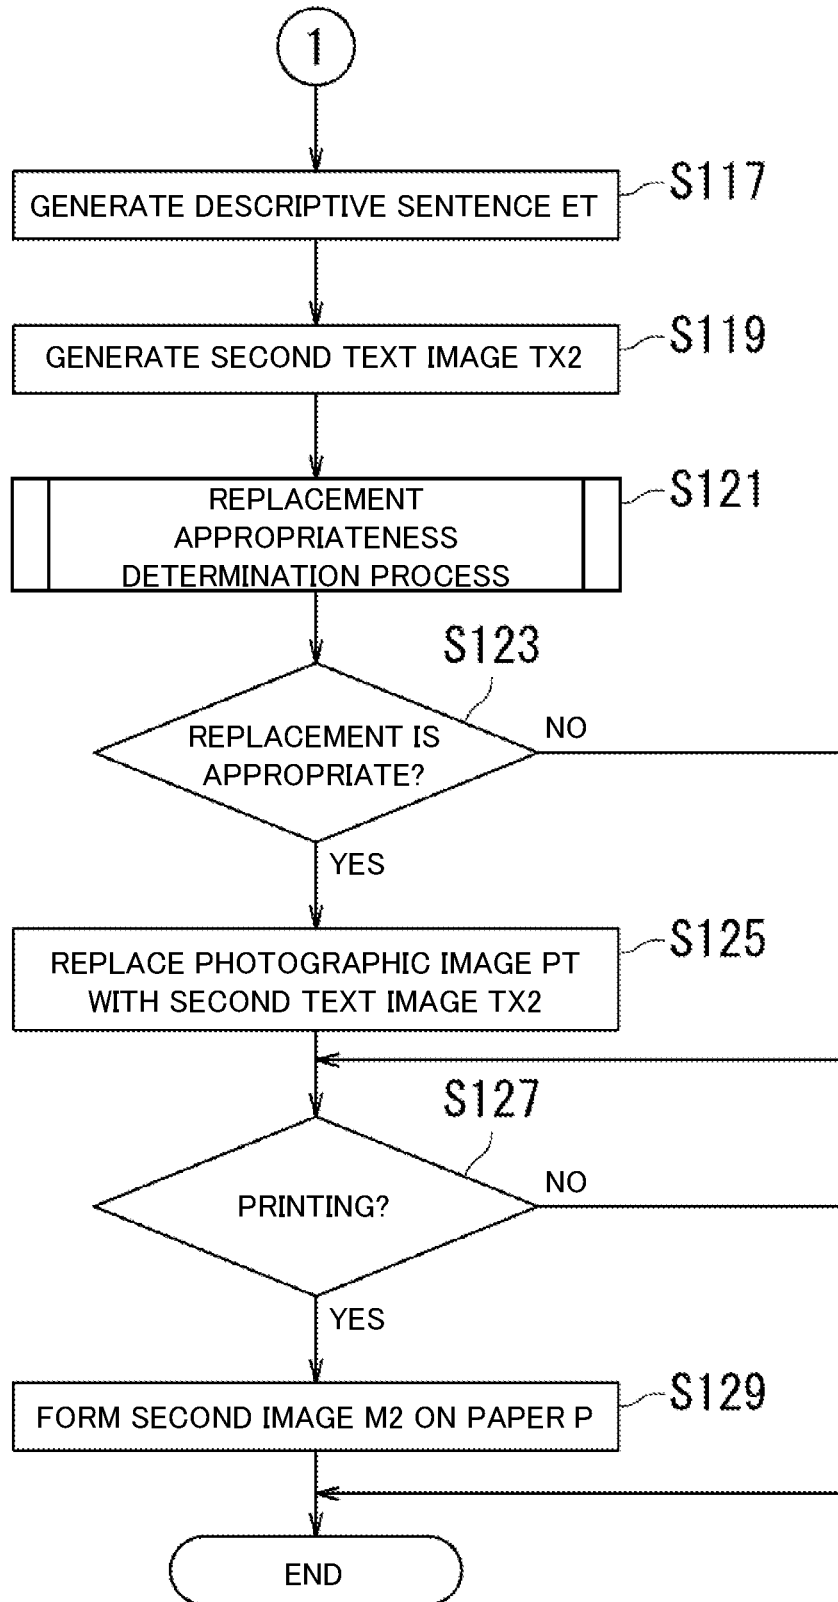 1
GENERATE DESCRIPTIVE SENTENCE ET
S117
GENERATE SECOND TEXT IMAGE TX2
S119
REPLACEMENT
APPROPRIATENESS
DETERMINATION PROCESS
S121
S123
REPLACEMENT IS
APPROPRIATE?
NO
YES
REPLACE PHOTOGRAPHIC IMAGE PT
WITH SECOND TEXT IMAGE TX2
S125
S127
PRINTING?
NO
YES
FORM SECOND IMAGE M2 ON PAPER P
S129
END